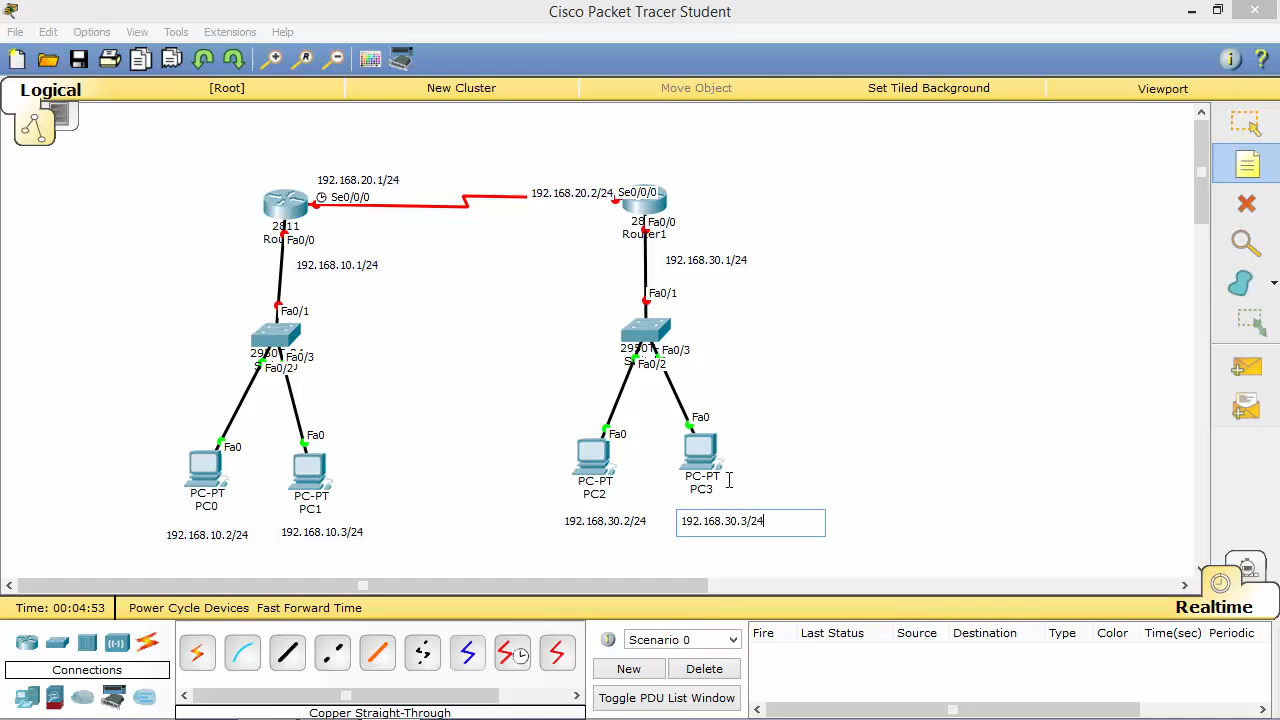 Cisco Packet Tracer Student
File Edit Options View Tools Extensions Help
Logical
[Root]
New Cluster
Move Object
Set Tiled Background
Viewport
192.168.20.1/24
Se0/0/0
192.168.20.2/24
Se0/0/0
2811
Fa0/0
Fa0/0
Router1
192.168.10.1/24
192.168.30.1/24
Fa0/1
Fa0/1
Fa0/3
Fa0/2
Fa0/3
Fa0/2
Fa0
Fa0
Fa0
Fa0
PC-PT
PC0
PC-PT
PC1
PC-PT
PC2
PC-PT
PC3
192.168.10.2/24
192.168.10.3/24
192.168.30.2/24
192.168.30.3/24
Time: 00:04:53
Power Cycle Devices Fast Forward Time
Realtime
Connections
Copper Straight-Through
Scenario 0
New
Delete
Toggle PDU List Window
Fire Last Status Source Destination Type Color Time(sec) Periodic